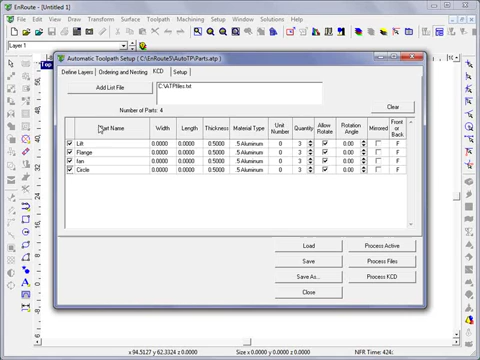 EnRoute - [Untitled 1]
File Edit View Draw Transform Surface Toolpath Machining Setup Window Help
Layer 1
Automatic Toolpath Setup ( C:\EnRoute5\AutoTP\Parts.atp )
Define Layers Ordering and Nesting KCD Setup
Add List File C:\ATPfiles.txt
Number of Parts: 4
Clear
Part Name Width Length Thickness Material Type Unit Number Quantity Allow Rotate Rotation Angle Mirrored Front or Back
Lift 0.0000 0.0000 0.5000 .5 Aluminum 0 3 0.00 F
Flange 0.0000 0.0000 0.5000 .5 Aluminum 0 3 0.00 F
fan 0.0000 0.0000 0.5000 .5 Aluminum 0 3 0.00 F
Circle 0.0000 0.0000 0.5000 .5 Aluminum 0 3 0.00 F
Load Process Active
Save Process Files
Save As... Process KCD
Close
x 94.5127 y 62.3324 z 0.0000 Size x 0.0000 y 0.0000 z 0.0000 NFR Time: 424: